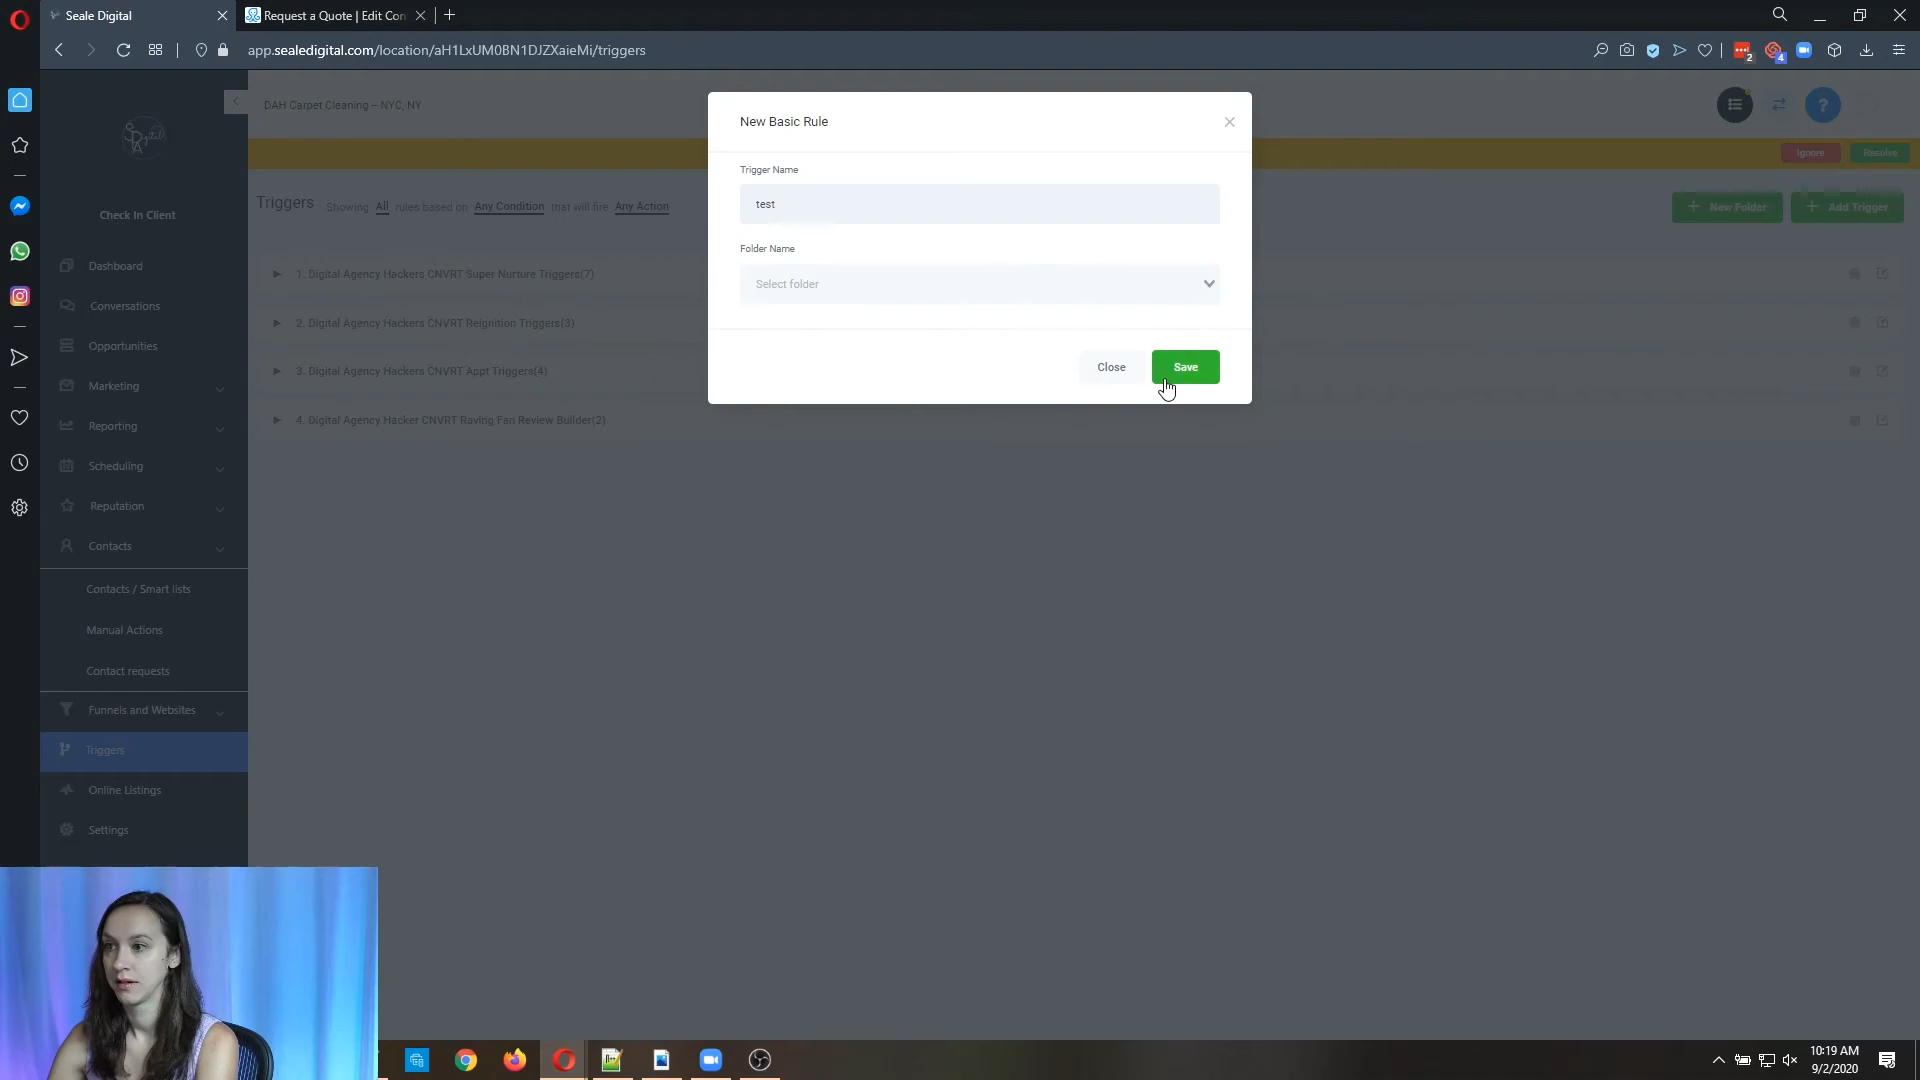 Seale Digital
Request a Quote | Edit Con
app.sealedigital.com/location/aH1LxUM0BN1DJZXaieMi/triggers
2
4
DAH Carpet Cleaning – NYC, NY
Ignore
Resolve
Check In Client
Dashboard
Conversations
Opportunities
Marketing
Reporting
Scheduling
Reputation
Contacts
Contacts / Smart lists
Manual Actions
Contact requests
Funnels and Websites
Triggers
Online Listings
Settings
Triggers Showing All rules based on Any Condition that will fire Any Action
New Folder
Add Trigger
1. Digital Agency Hackers CNVRT Super Nurture Triggers(7)
2. Digital Agency Hackers CNVRT Reignition Triggers(3)
3. Digital Agency Hackers CNVRT Appt Triggers(4)
4. Digital Agency Hacker CNVRT Raving Fan Review Builder(2)
New Basic Rule
Trigger Name
test
Folder Name
Select folder
Close
Save
10:19 AM
9/2/2020